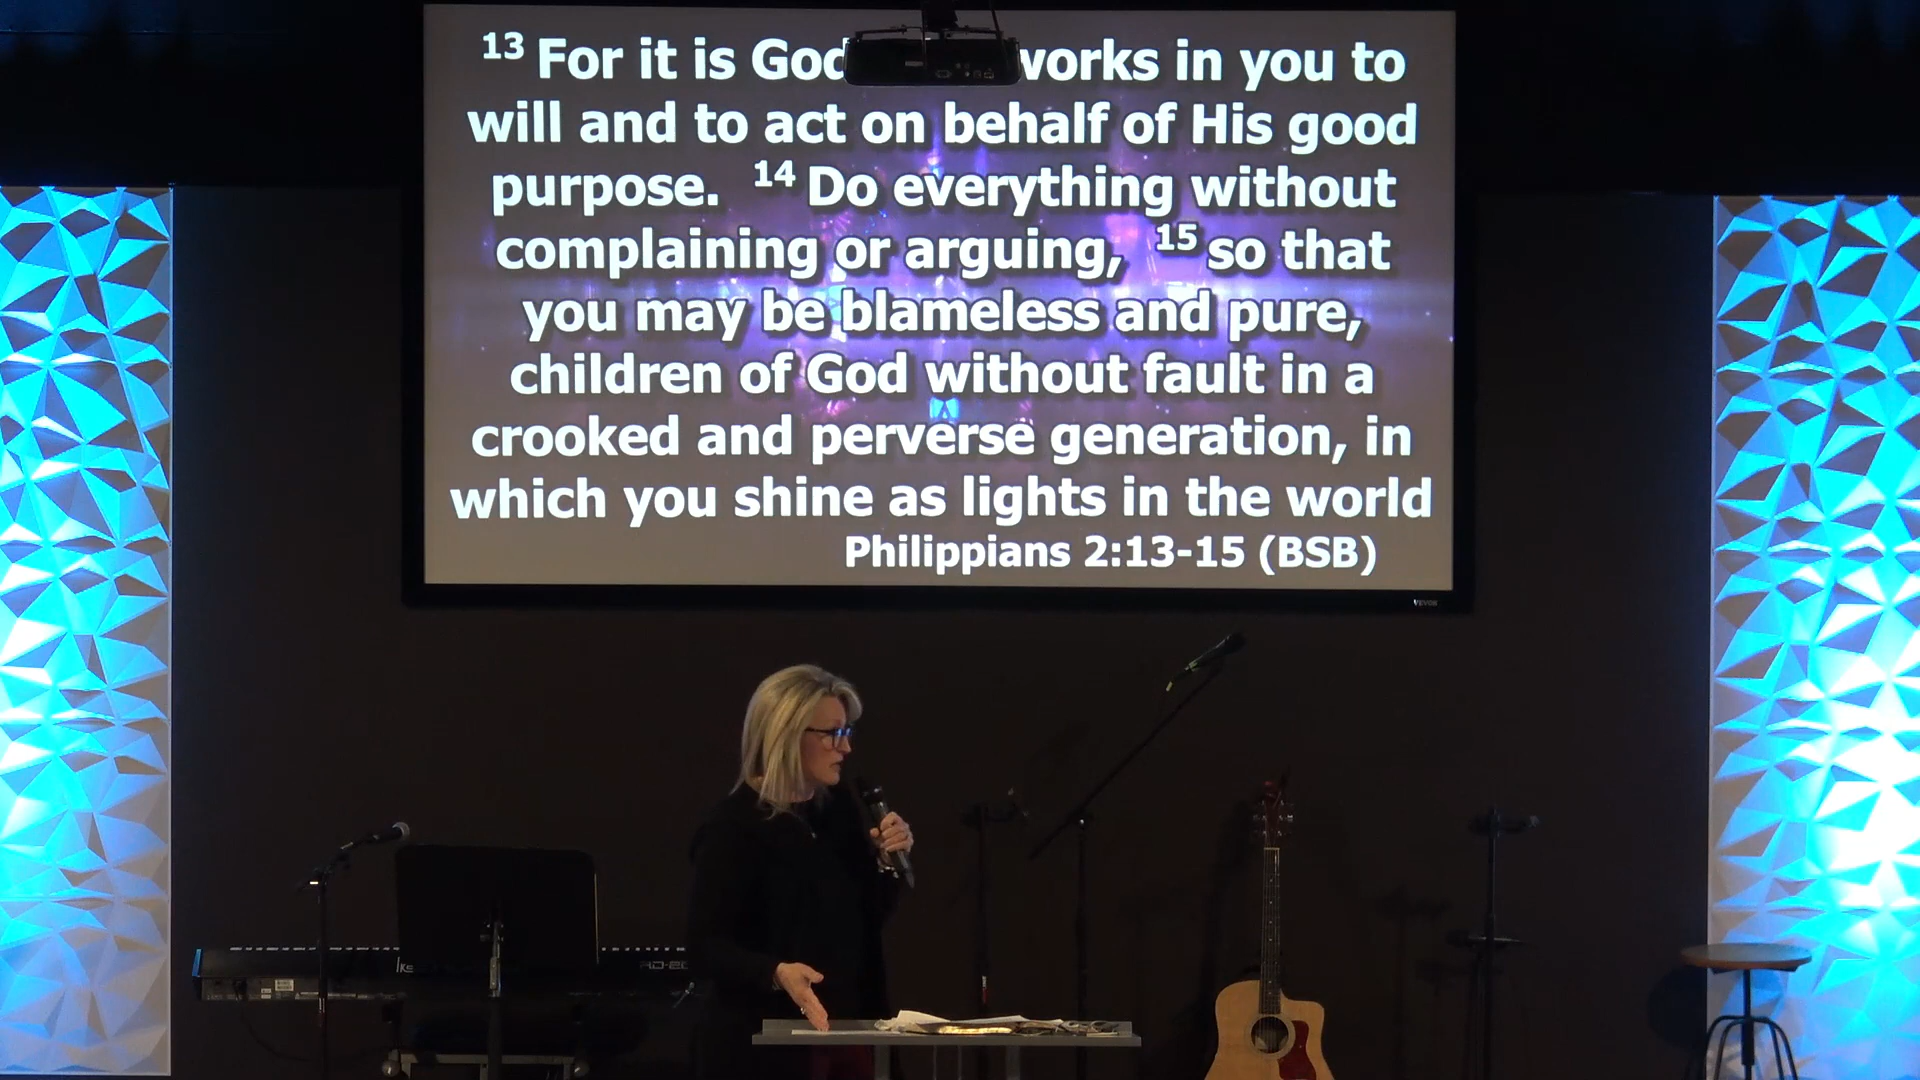 13 For it is God works in you to
will and to act on behalf of His good
purpose. 14 Do everything without
complaining or arguing, 15 so that
you may be blameless and pure,
children of God without fault in a
crooked and perverse generation, in
which you shine as lights in the world
Philippians 2:13-15 (BSB)
VEVOR